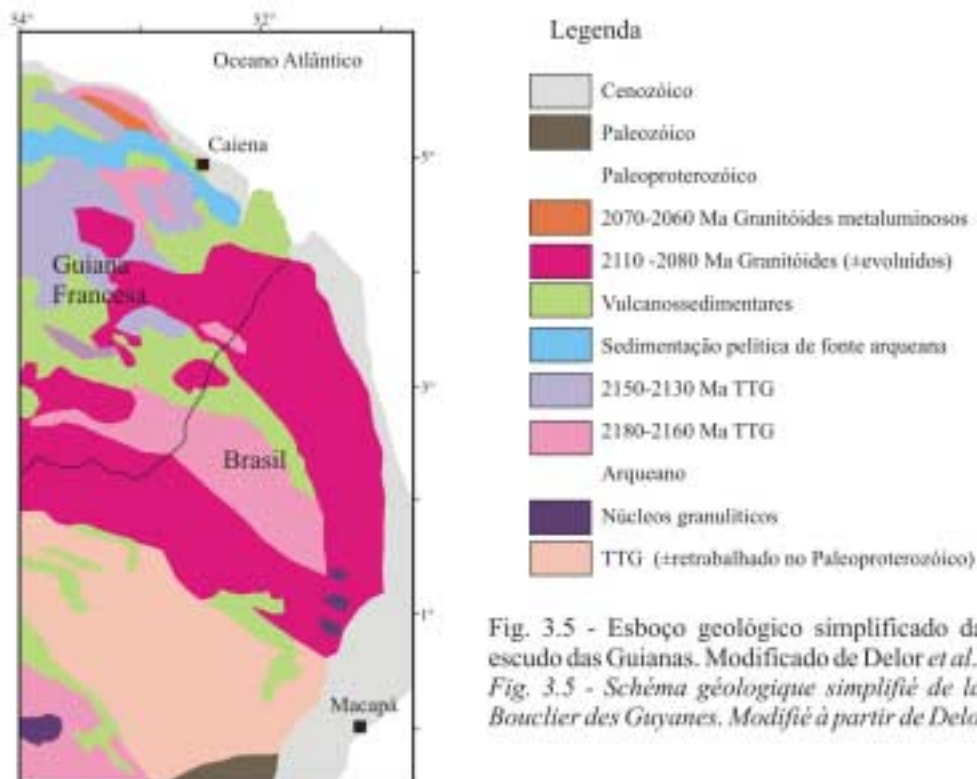 54°
52°
Oceano Atlântico
Caiena
5°
Guiana
Francesa
3°
Brasil
1°
Macapá
Legenda
Cenozóico
Paleozóico
Paleoproterozóico
2070-2060 Ma Granitóides metaluminosos
2110 -2080 Ma Granitóides (±evoluídos)
Vulcanossedimentares
Sedimentação pelítica de fonte arqueana
2150-2130 Ma TTG
2180-2160 Ma TTG
Arqueano
Núcleos granulíticos
TTG (±retrabalhado no Paleoproterozóico)
Fig. 3.5 - Esboço geológico simplificado da
escudo das Guianas. Modificado de Delor et al.
Fig. 3.5 - Schéma géologique simplifié de la
Bouclier des Guyanes. Modifié à partir de Delo